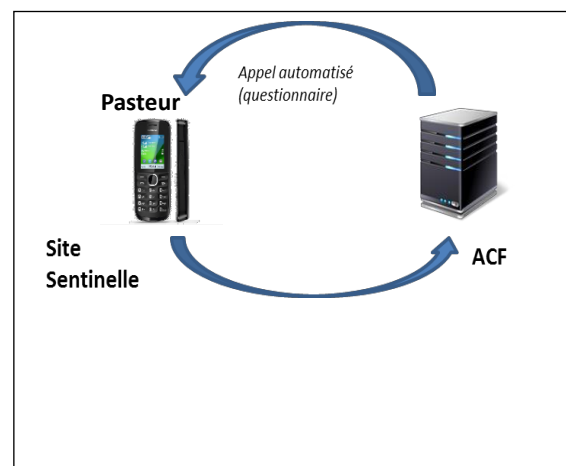 Appel automatisé
(questionnaire)
Pasteur
Site
Sentinelle
ACF